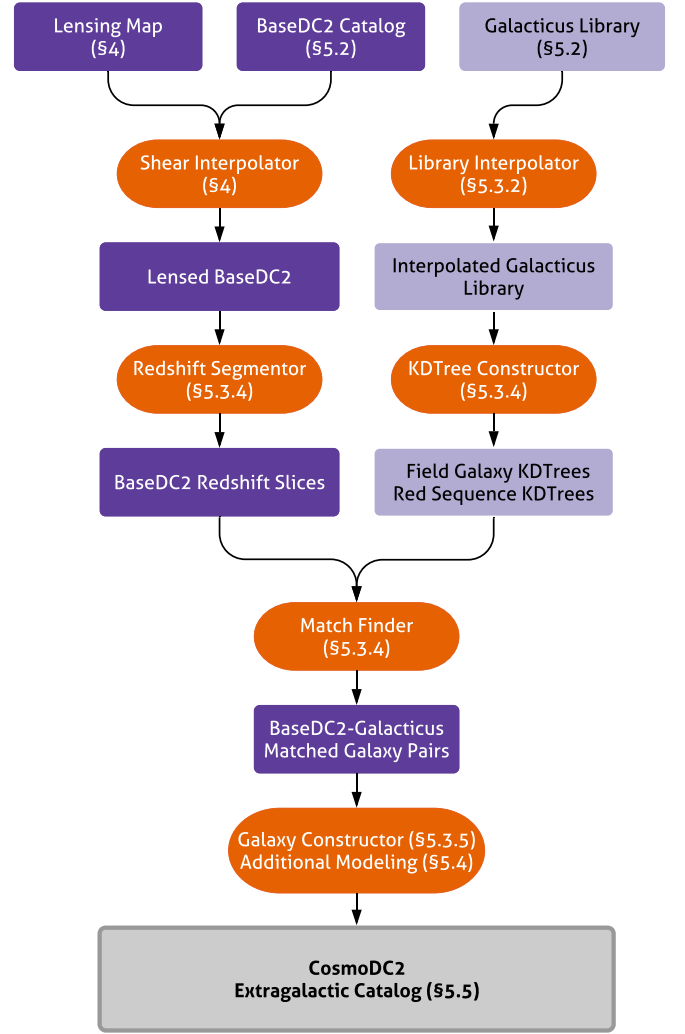 Lensing Map
(§4)
BaseDC2 Catalog
(§5.2)
Galacticus Library
(§5.2)
Shear Interpolator
(§4)
Library Interpolator
(§5.3.2)
Lensed BaseDC2
Interpolated Galacticus
Library
Redshift Segmentor
(§5.3.4)
KDTree Constructor
(§5.3.4)
BaseDC2 Redshift Slices
Field Galaxy KDTrees
Red Sequence KDTrees
Match Finder
(§5.3.4)
BaseDC2-Galacticus
Matched Galaxy Pairs
Galaxy Constructor (§5.3.5)
Additional Modeling (§5.4)
CosmoDC2
Extragalactic Catalog (§5.5)